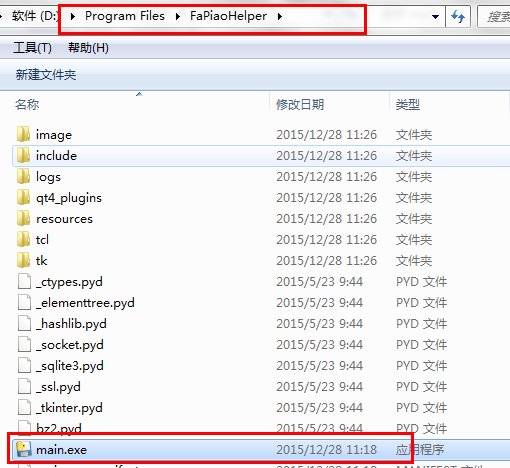 软件 (D:) ▸ Program Files ▸ FaPiaoHelper ▸ 搜索
工具(T) 帮助(H)
新建文件夹
名称 修改日期 类型
image 2015/12/28 11:26 文件夹
include 2015/12/28 11:26 文件夹
logs 2015/12/28 11:26 文件夹
qt4_plugins 2015/12/28 11:26 文件夹
resources 2015/12/28 11:26 文件夹
tcl 2015/12/28 11:26 文件夹
tk 2015/12/28 11:26 文件夹
_ctypes.pyd 2015/5/23 9:44 PYD 文件
_elementtree.pyd 2015/5/23 9:44 PYD 文件
_hashlib.pyd 2015/5/23 9:44 PYD 文件
_socket.pyd 2015/5/23 9:44 PYD 文件
_sqlite3.pyd 2015/5/23 9:44 PYD 文件
_ssl.pyd 2015/5/23 9:44 PYD 文件
_tkinter.pyd 2015/5/23 9:44 PYD 文件
bz2.pyd 2015/5/23 9:44 PYD 文件
main.exe 2015/12/28 11:18 应用程序